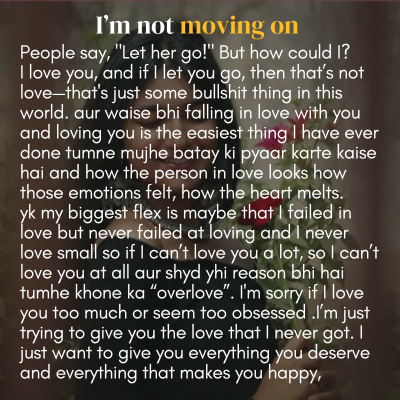 I'm not moving on
People say, "Let her go!" But how could I?
I love you, and if I let you go, then that's not
love—that's just some bullshit thing in this
world. aur waise bhi falling in love with you
and loving you is the easiest thing I have ever
done tumne mujhe batay ki pyaar karte kaise
hai and how the person in love looks how
those emotions felt, how the heart melts.
yk my biggest flex is maybe that I failed in
love but never failed at loving and I never
love small so if I can't love you a lot, so I can't
love you at all aur shyd yhi reason bhi hai
tumhe khone ka “overlove”. I'm sorry if I love
you too much or seem too obsessed .I'm just
trying to give you the love that I never got. I
just want to give you everything you deserve
and everything that makes you happy,